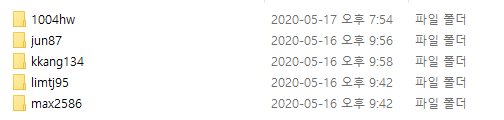 1004hw 2020-05-17 오후 7:54 파일 폴더
jun87 2020-05-16 오후 9:56 파일 폴더
kkang134 2020-05-16 오후 9:58 파일 폴더
limtj95 2020-05-16 오후 9:42 파일 폴더
max2586 2020-05-16 오후 9:42 파일 폴더